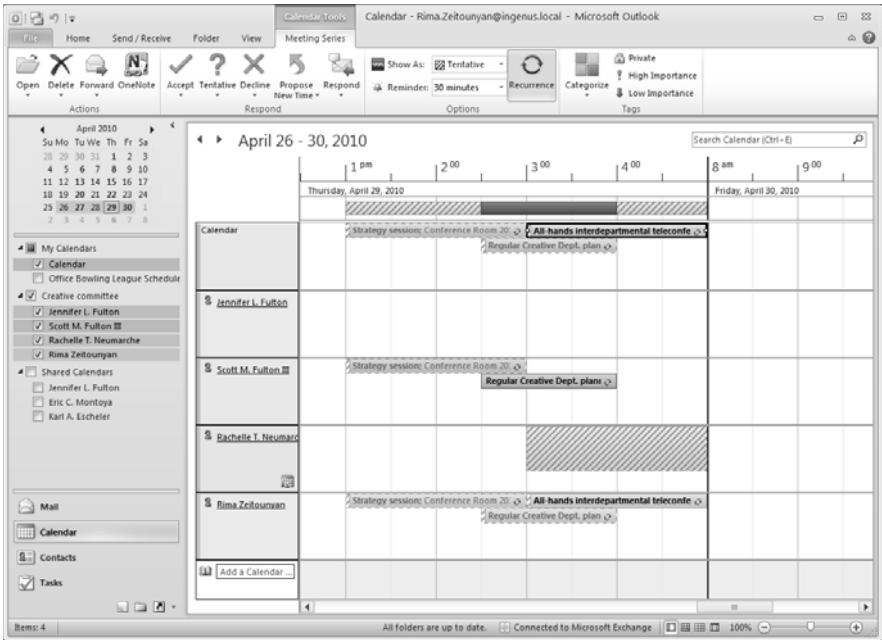 Calendar Tools
Calendar - Rima.Zeitounyan@ingenus.local - Microsoft Outlook
File Home Send / Receive Folder View Meeting Series
Open Delete Forward OneNote
Actions
Accept Tentative Decline Propose New Time Respond
Respond
Show As: Tentative
Reminder: 30 minutes
Recurrence
Options
Categorize
Private
High Importance
Low Importance
Tags
April 2010
Su Mo Tu We Th Fr Sa
28 29 30 31 1 2 3
4 5 6 7 8 9 10
11 12 13 14 15 16 17
18 19 20 21 22 23 24
25 26 27 28 29 30 1
2 3 4 5 6 7 8
My Calendars
Calendar
Office Bowling League Schedule
Creative committee
Jennifer L. Fulton
Scott M. Fulton III
Rachelle T. Neumarche
Rima Zeitounyan
Shared Calendars
Jennifer L. Fulton
Eric C. Montoya
Karl A. Escheler
Mail
Calendar
Contacts
Tasks
April 26 - 30, 2010
Search Calendar (Ctrl+E)
1 pm 2 00 3 00 4 00 8 am 9 00
Thursday, April 29, 2010 Friday, April 30, 2010
Calendar
Strategy session; Conference Room 20 All-hands interdepartmental teleconfe
Regular Creative Dept. plan
Jennifer L. Fulton
Scott M. Fulton III
Strategy session; Conference Room 20
Regular Creative Dept. plan
Rachelle T. Neumarc
Rima Zeitounyan
Strategy session; Conference Room 20 All-hands interdepartmental teleconfe
Regular Creative Dept. plan
Add a Calendar ...
Items: 4
All folders are up to date. Connected to Microsoft Exchange 100%